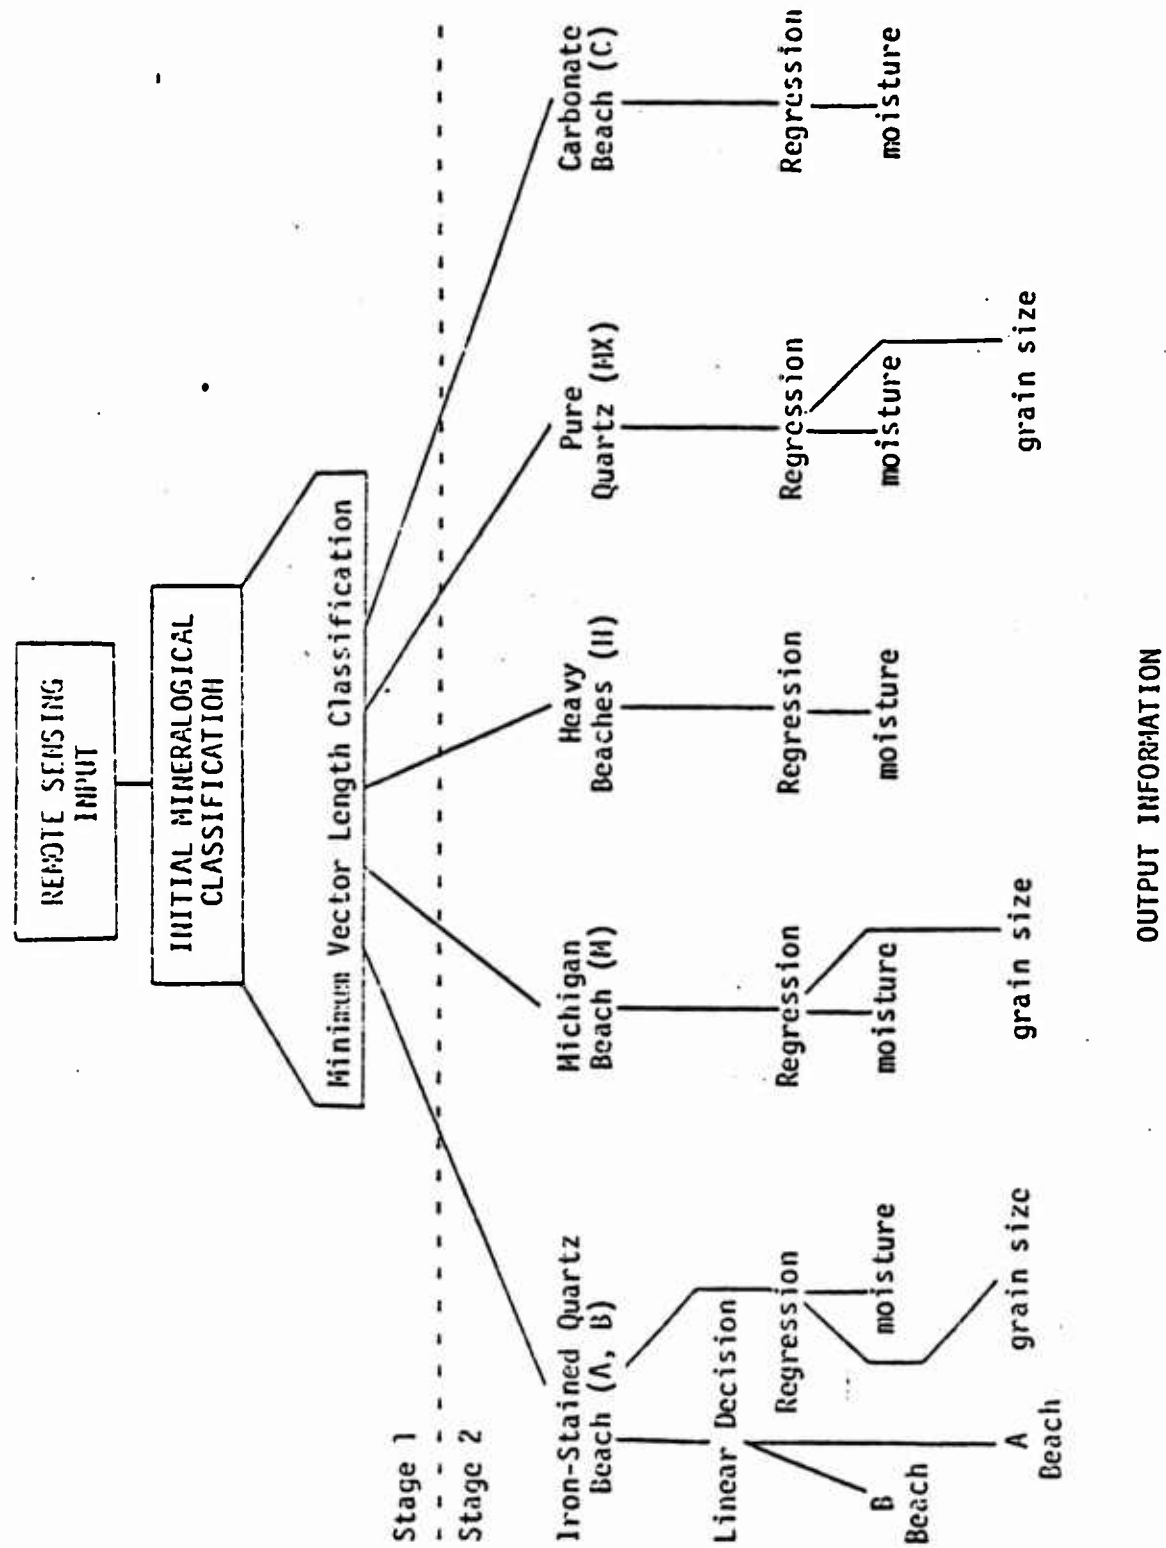 REMOTE SENSING
INPUT
INITIAL MINERALOGICAL
CLASSIFICATION
Minimum Vector Length Classification
Stage 1
Stage 2
Iron-Stained Quartz
Beach (A, B)
Michigan
Beach (M)
Heavy
Beaches (H)
Pure
Quartz (MX)
Carbonate
Beach (C)
Linear Decision
Regression
Regression
Regression
Regression
Regression
B
Beach
moisture
moisture
moisture
moisture
moisture
A
Beach
grain size
grain size
grain size
OUTPUT INFORMATION